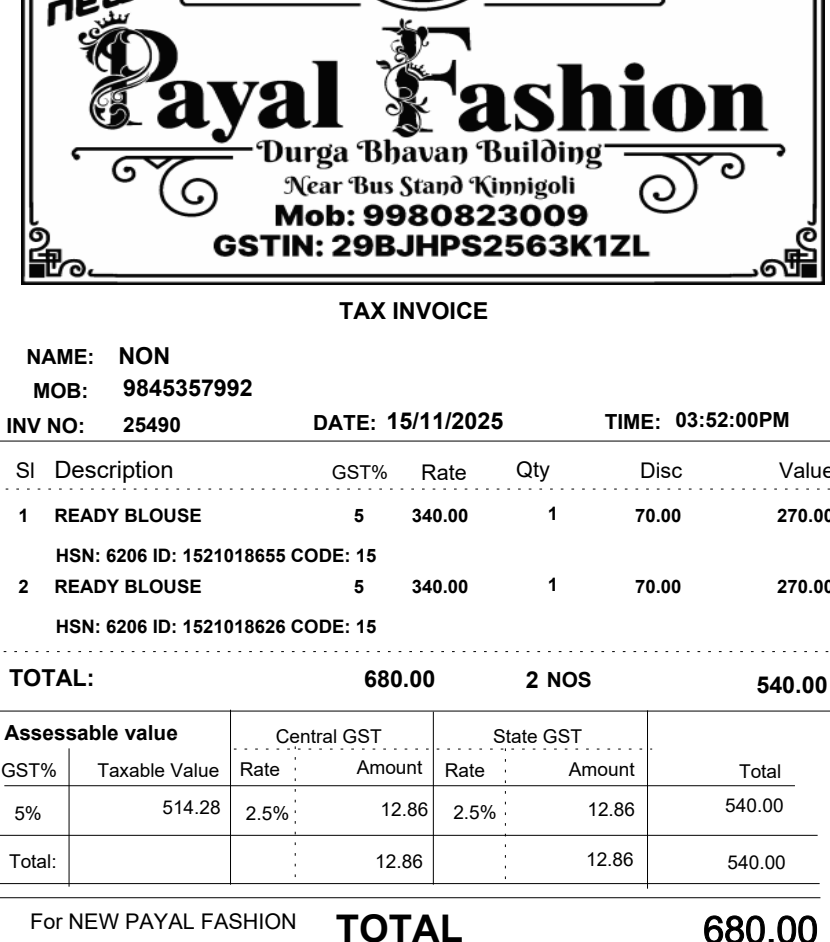 new
Payal Fashion
Durga Bhavan Building
Near Bus Stand Kinnigoli
Mob: 9980823009
GSTIN: 29BJHPS2563K1ZL
TAX INVOICE
NAME: NON
MOB: 9845357992
INV NO: 25490 DATE: 15/11/2025 TIME: 03:52:00PM
Sl Description GST% Rate Qty Disc Value
1 READY BLOUSE 5 340.00 1 70.00 270.00
HSN: 6206 ID: 1521018655 CODE: 15
2 READY BLOUSE 5 340.00 1 70.00 270.00
HSN: 6206 ID: 1521018626 CODE: 15
TOTAL: 680.00 2 NOS 540.00
Assessable value Central GST State GST
GST% Taxable Value Rate Amount Rate Amount Total
5% 514.28 2.5% 12.86 2.5% 12.86 540.00
Total: 12.86 12.86 540.00
For NEW PAYAL FASHION TOTAL 680.00